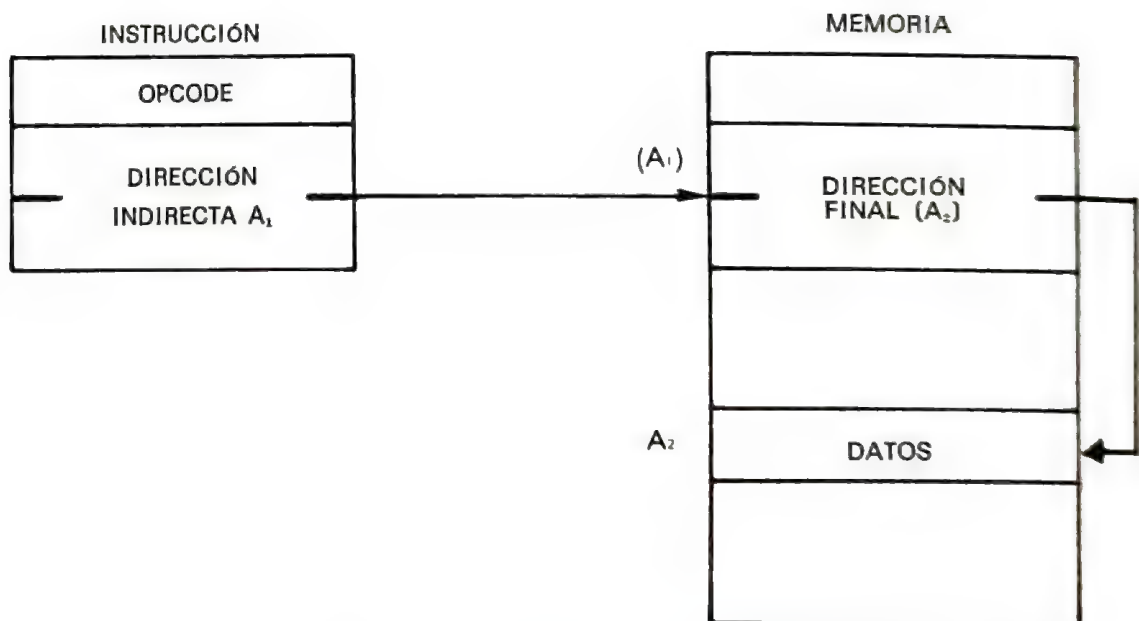 INSTRUCCIÓN
OPCODE
DIRECCIÓN
INDIRECTA A₁
MEMORIA
(A₁)
DIRECCIÓN
FINAL (A₂)
A₂
DATOS